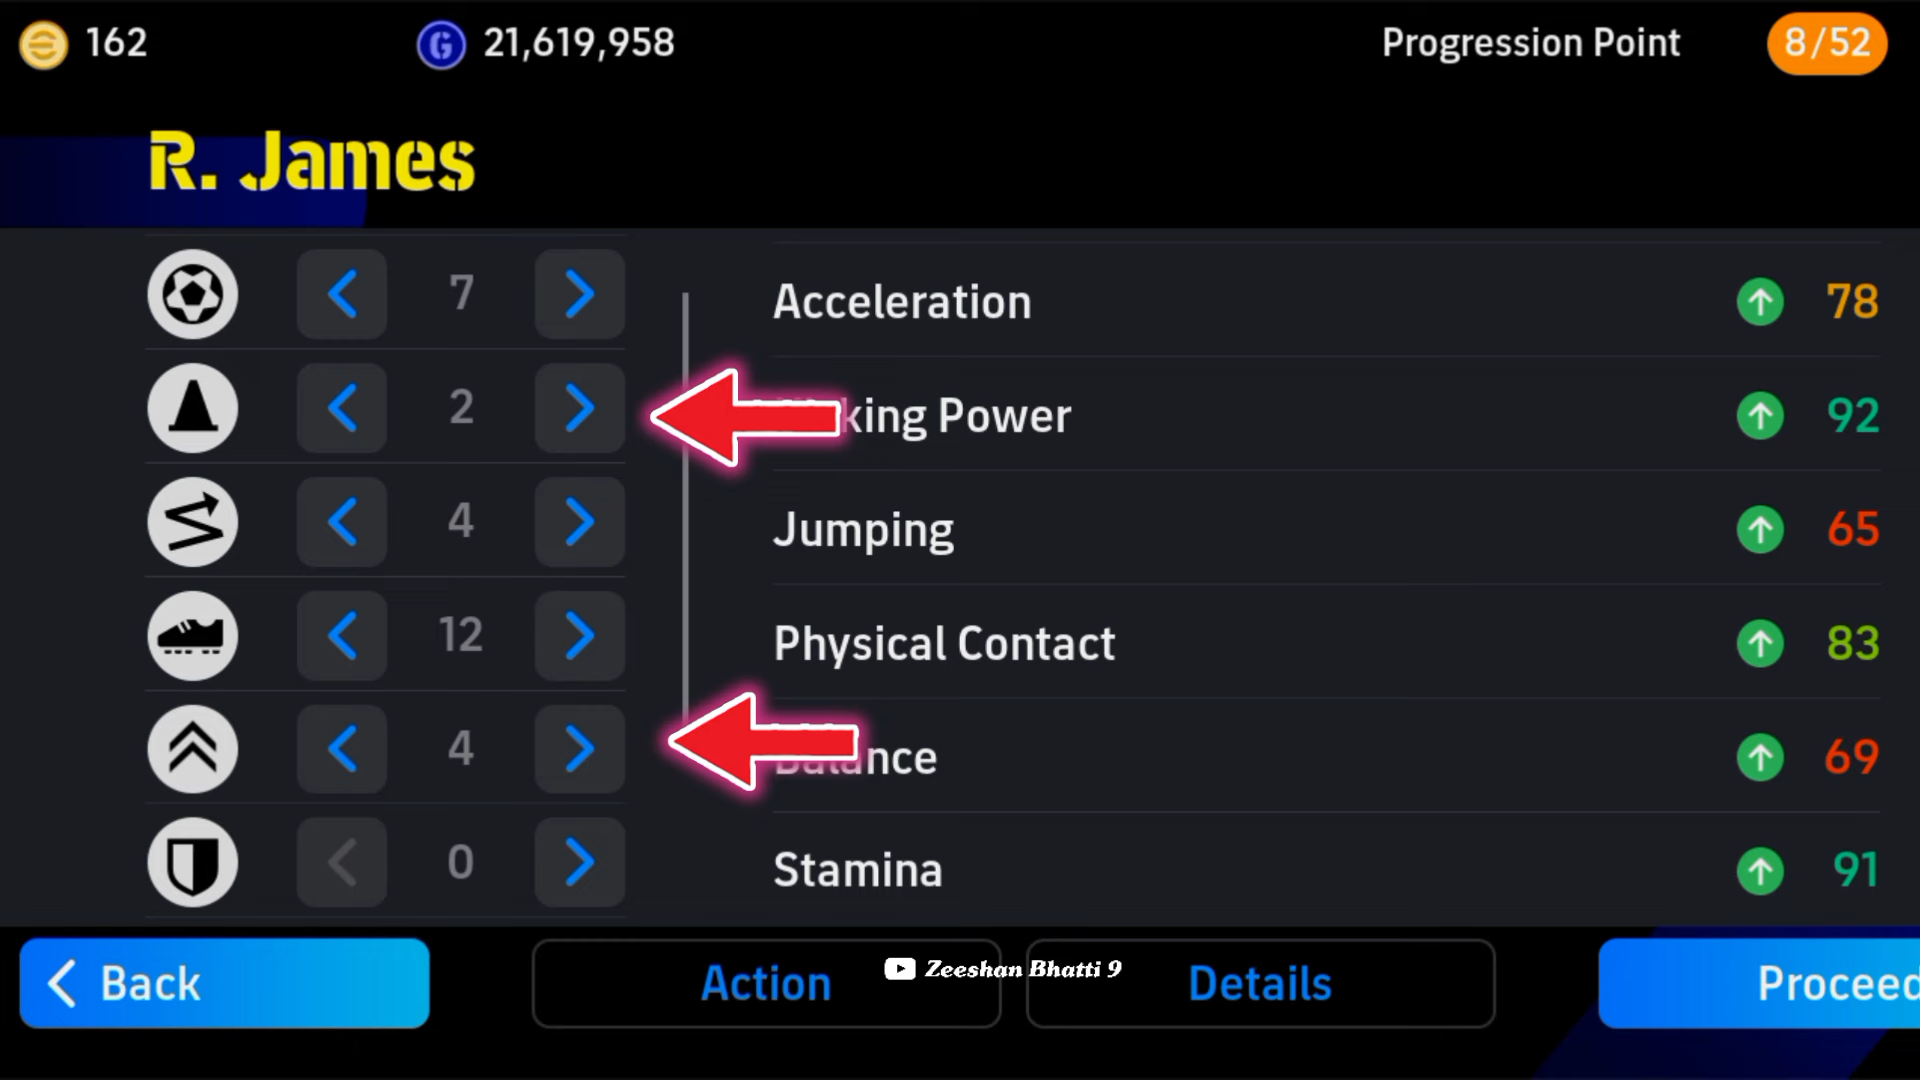 162
21,619,958
Progression Point
8/52
R. James
7
2
4
12
4
0
Acceleration 78
king Power 92
Jumping 65
Physical Contact 83
Balance 69
Stamina 91
Back
Action
Zeeshan Bhatti 9
Details
Proceed